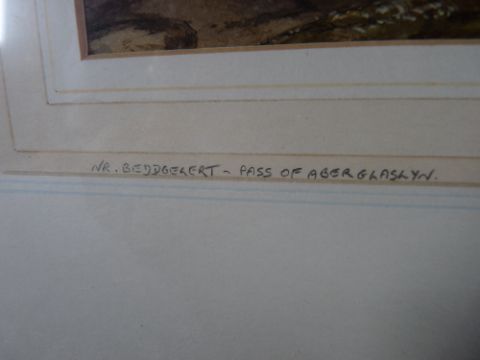 NR. BEDDGELERT - PASS OF ABERGLASLYN.